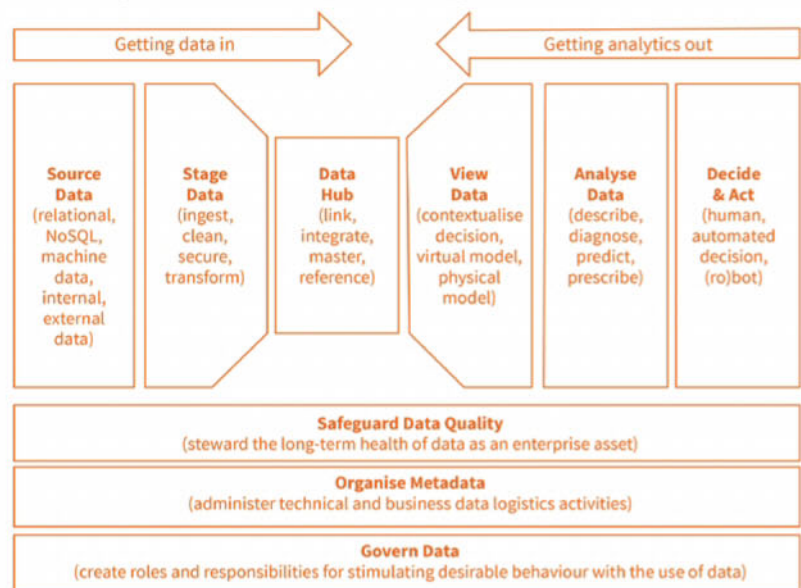 Getting data in
Getting analytics out
Source
Data
(relational,
NoSQL,
machine
data,
internal,
external
data)
Stage
Data
(ingest,
clean,
secure,
transform)
Data
Hub
(link,
integrate,
master,
reference)
View
Data
(contextualise
decision,
virtual model,
physical
model)
Analyse
Data
(describe,
diagnose,
predict,
prescribe)
Decide
& Act
(human,
automated
decision,
(ro)bot)
Safeguard Data Quality
(steward the long-term health of data as an enterprise asset)
Organise Metadata
(administer technical and business data logistics activities)
Govern Data
(create roles and responsibilities for stimulating desirable behaviour with the use of data)